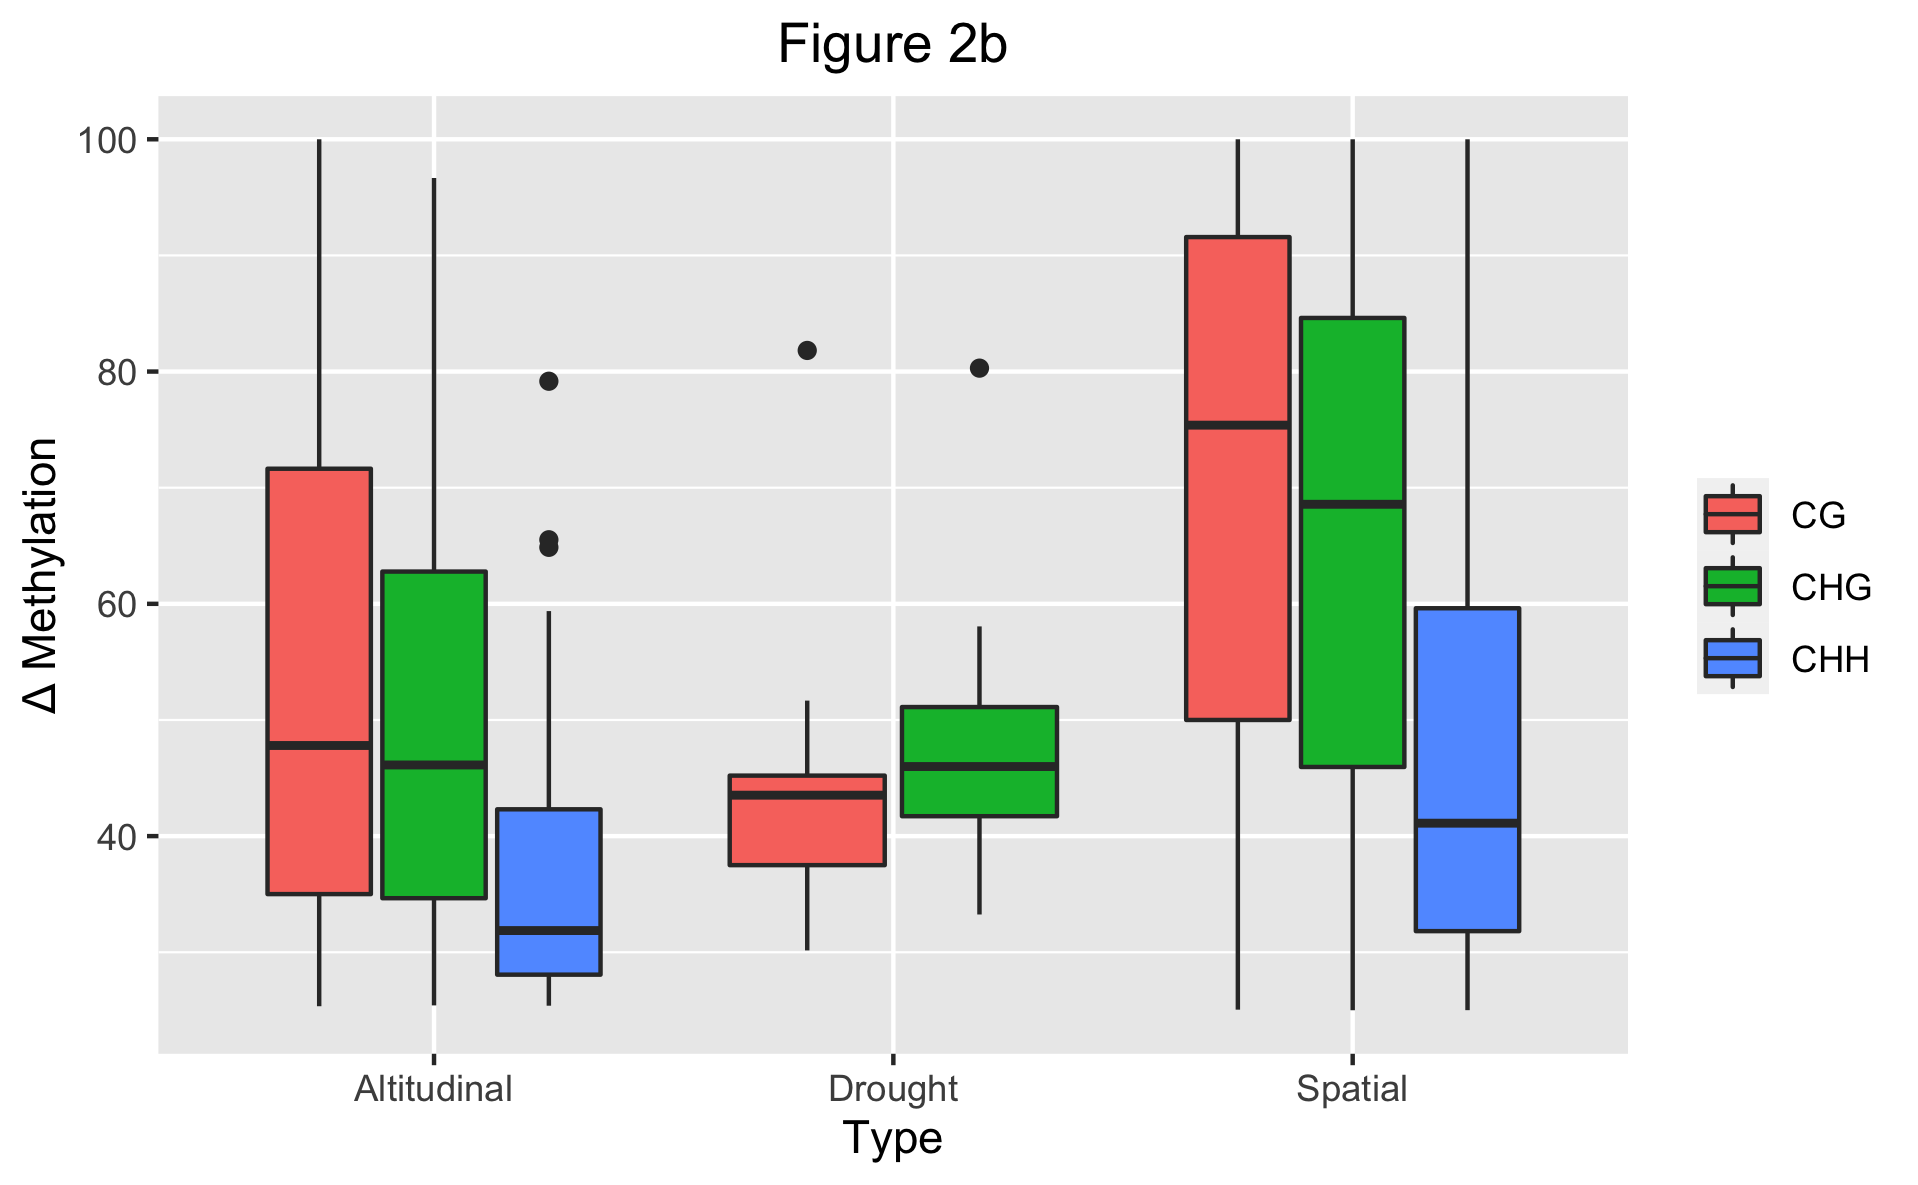 Figure 2b
Δ Methylation
100
80
60
40
Altitudinal Drought Spatial
Type
CG
CHG
CHH